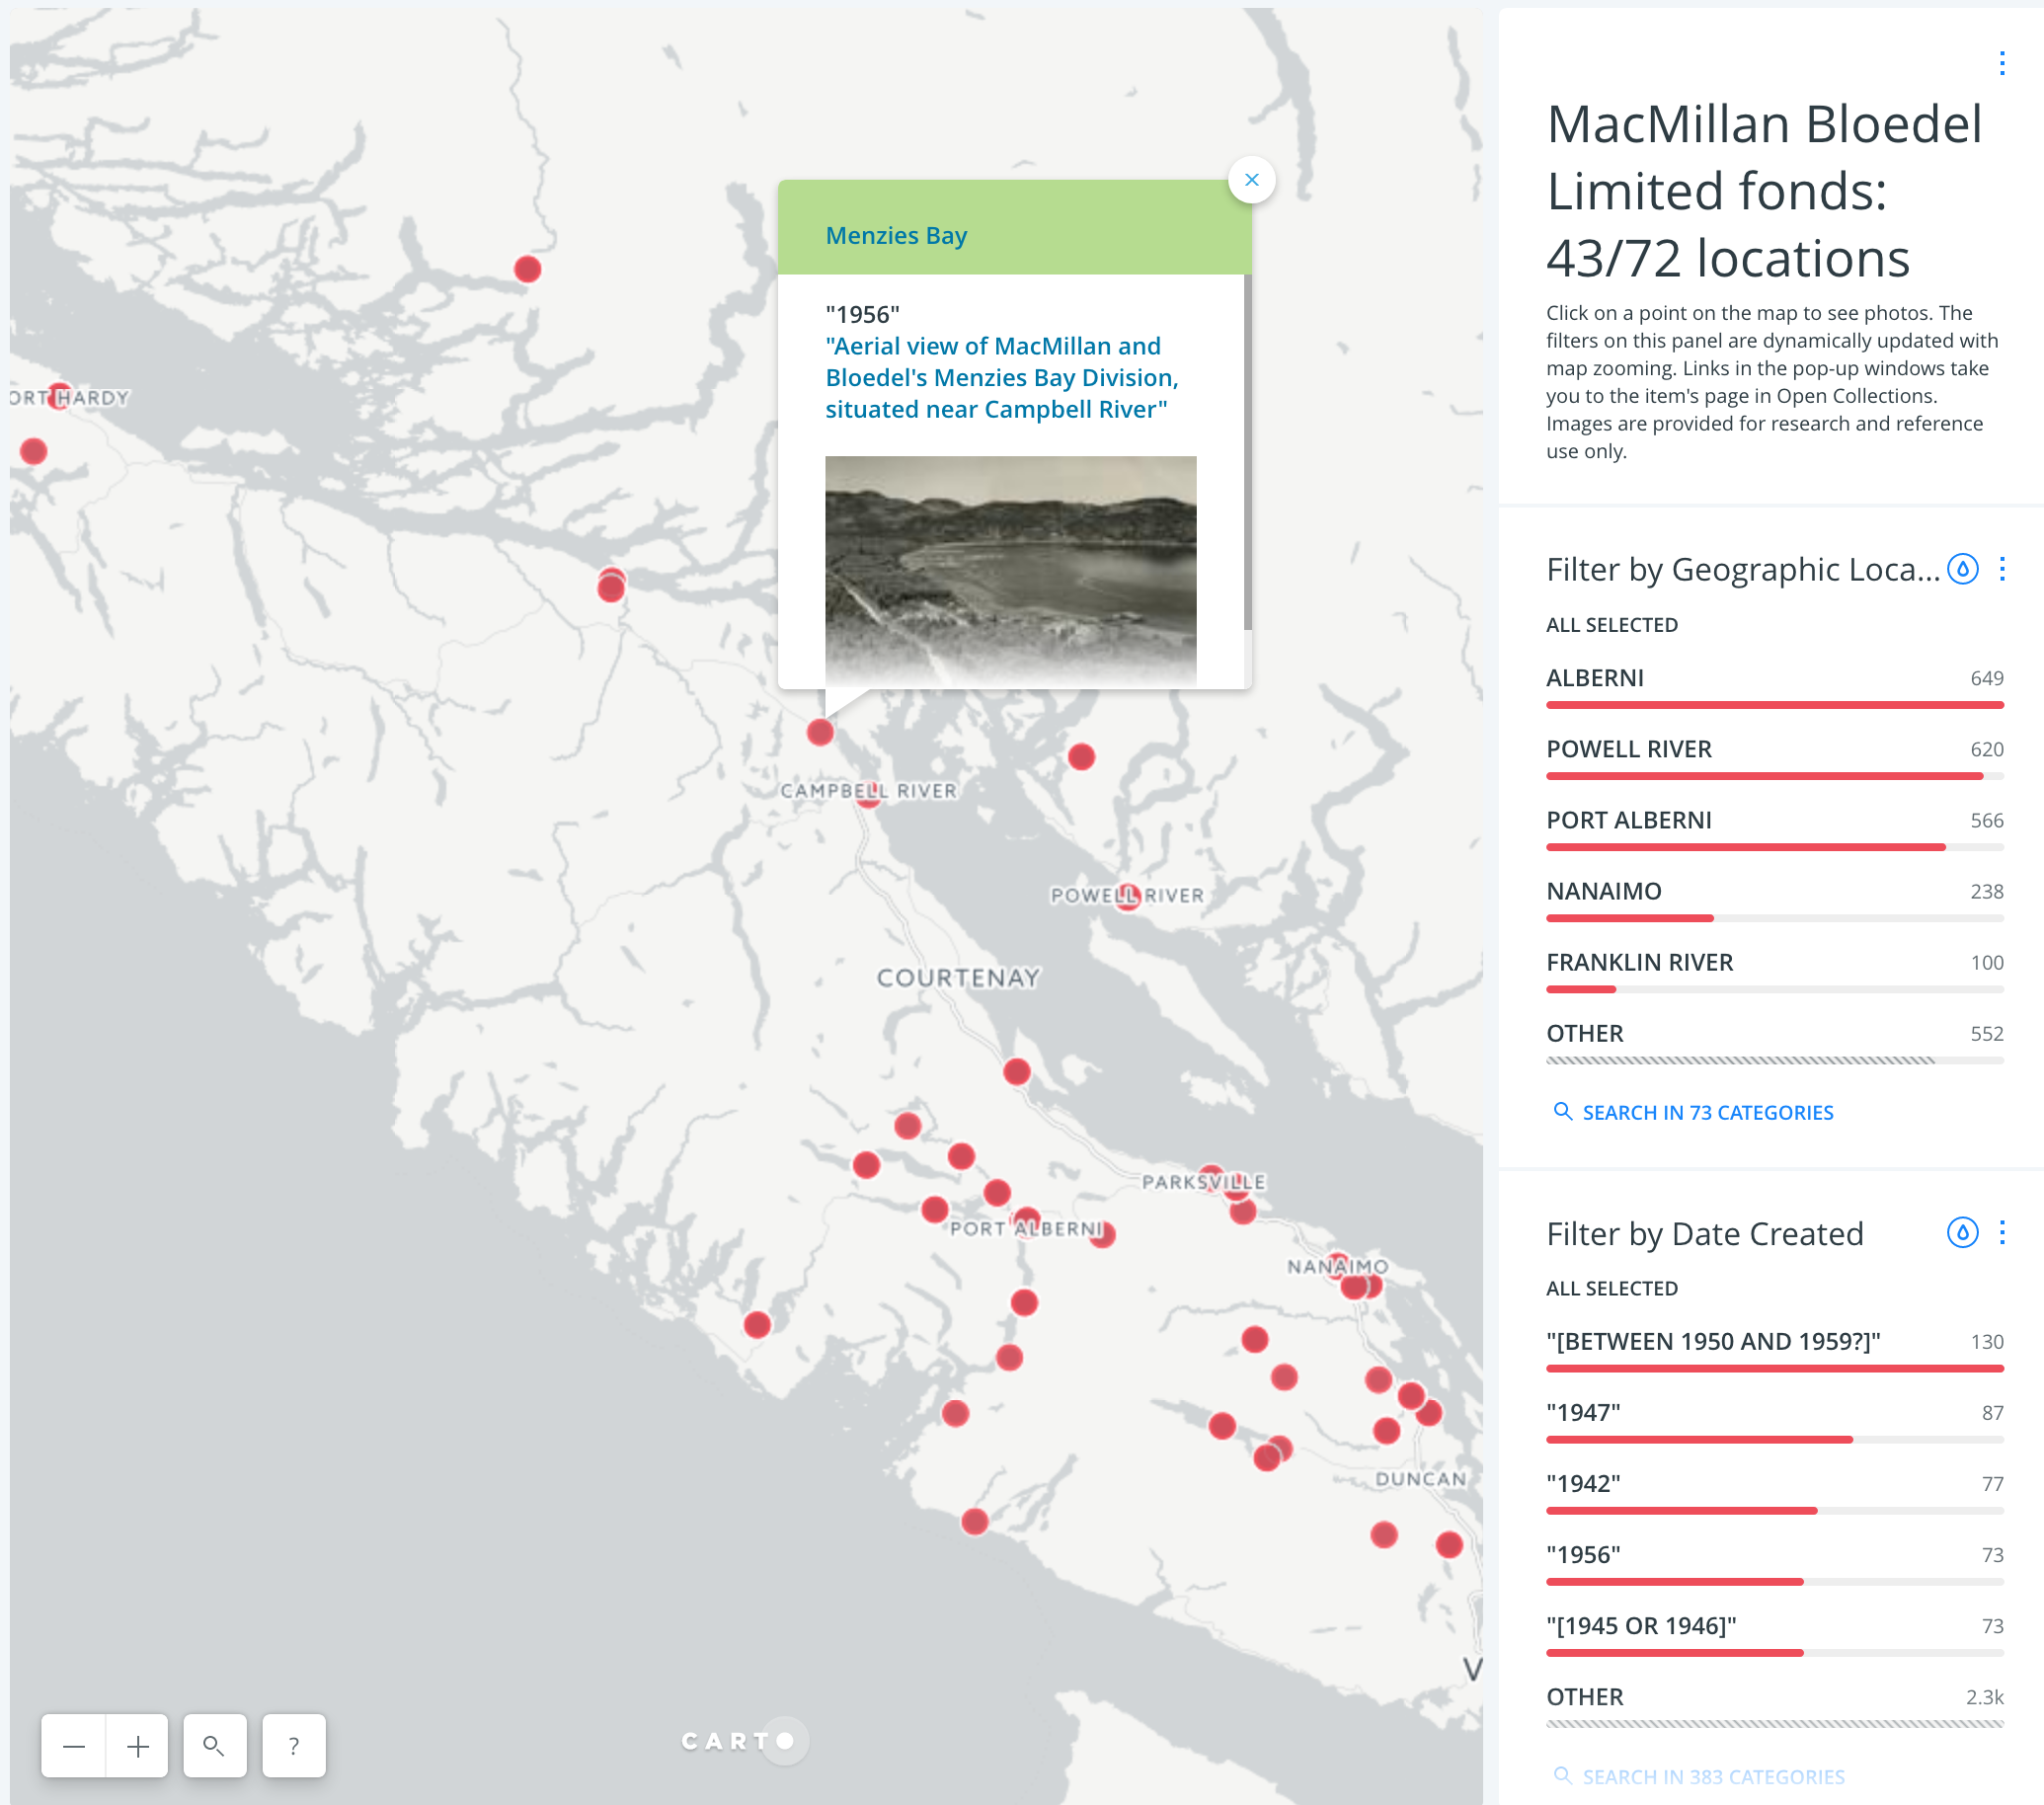 ORT HARDY
CAMPBELL RIVER
POWELL RIVER
COURTENAY
PARKSVILLE
PORT ALBERNI
NANAIMO
DUNCAN
V
Menzies Bay
"1956"
"Aerial view of MacMillan and
Bloedel's Menzies Bay Division,
situated near Campbell River"
?
CARTO
MacMillan Bloedel
Limited fonds:
43/72 locations
Click on a point on the map to see photos. The
filters on this panel are dynamically updated with
map zooming. Links in the pop-up windows take
you to the item's page in Open Collections.
Images are provided for research and reference
use only.
Filter by Geographic Loca...
ALL SELECTED
ALBERNI 649
POWELL RIVER 620
PORT ALBERNI 566
NANAIMO 238
FRANKLIN RIVER 100
OTHER 552
SEARCH IN 73 CATEGORIES
Filter by Date Created
ALL SELECTED
"[BETWEEN 1950 AND 1959?]" 130
"1947" 87
"1942" 77
"1956" 73
"[1945 OR 1946]" 73
OTHER 2.3k
SEARCH IN 383 CATEGORIES